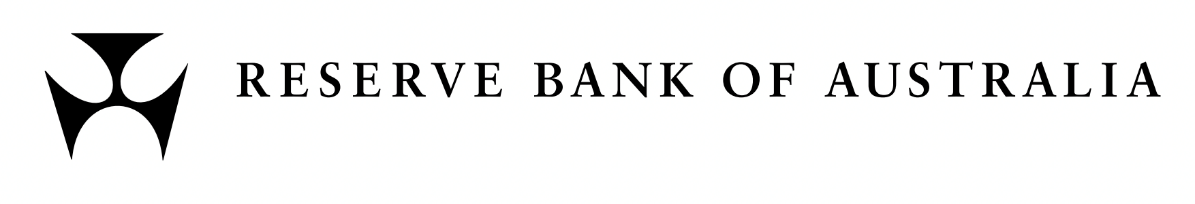 RESERVE BANK OF AUSTRALIA